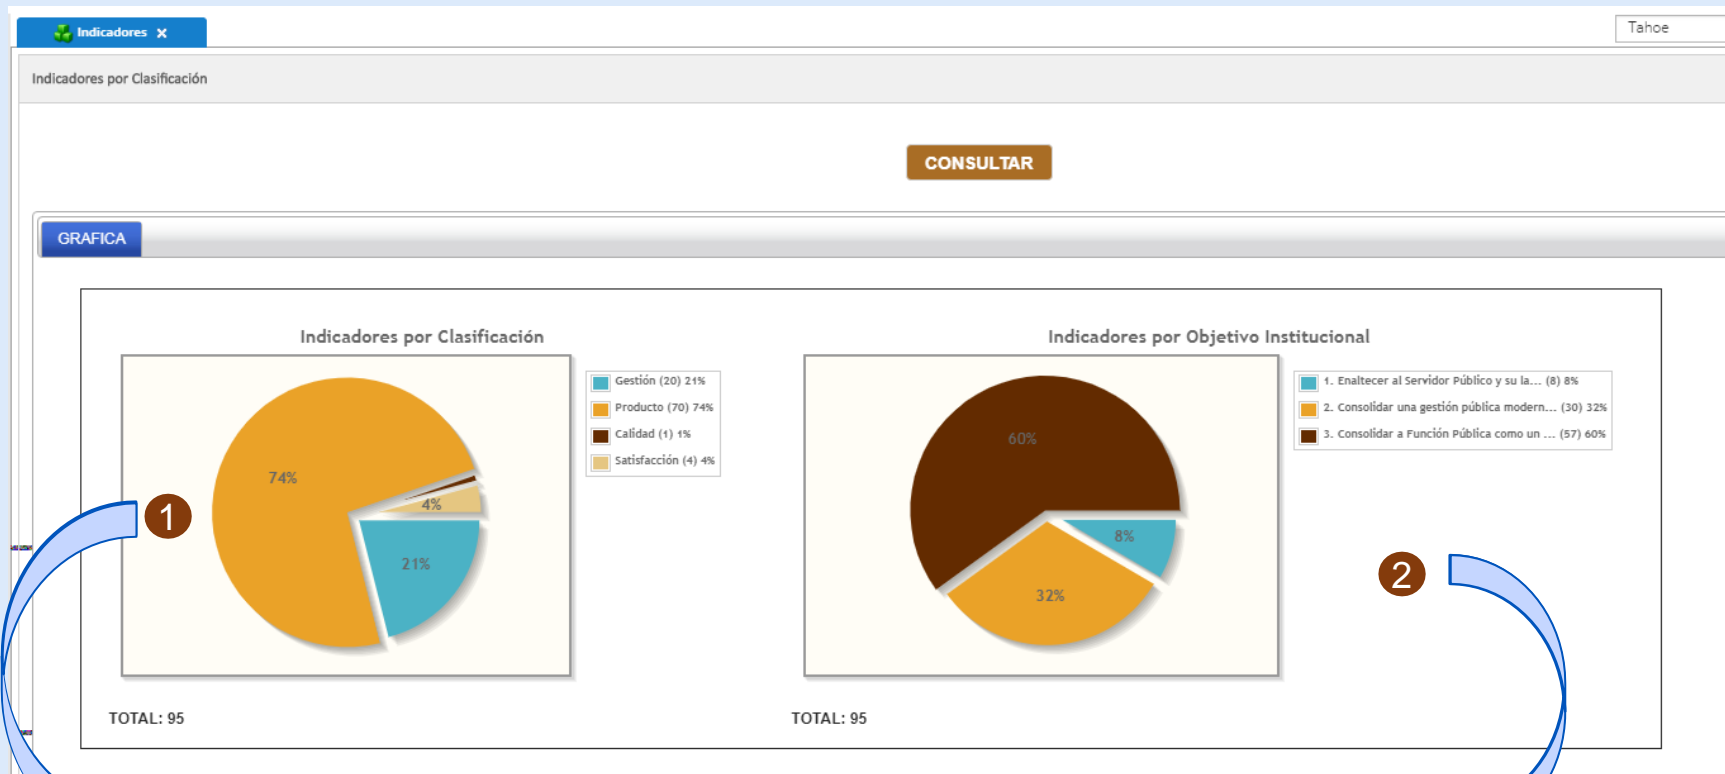 Indicadores x
Tahoe
Indicadores por Clasificación
CONSULTAR
GRAFICA
Indicadores por Clasificación
74%
4%
21%
Gestión (20) 21%
Producto (70) 74%
Calidad (1) 1%
Satisfacción (4) 4%
1
TOTAL: 95
Indicadores por Objetivo Institucional
60%
8%
32%
1. Enaltecer al Servidor Público y su la... (8) 8%
2. Consolidar una gestión pública modern... (30) 32%
3. Consolidar a Función Pública como un ... (57) 60%
2
TOTAL: 95